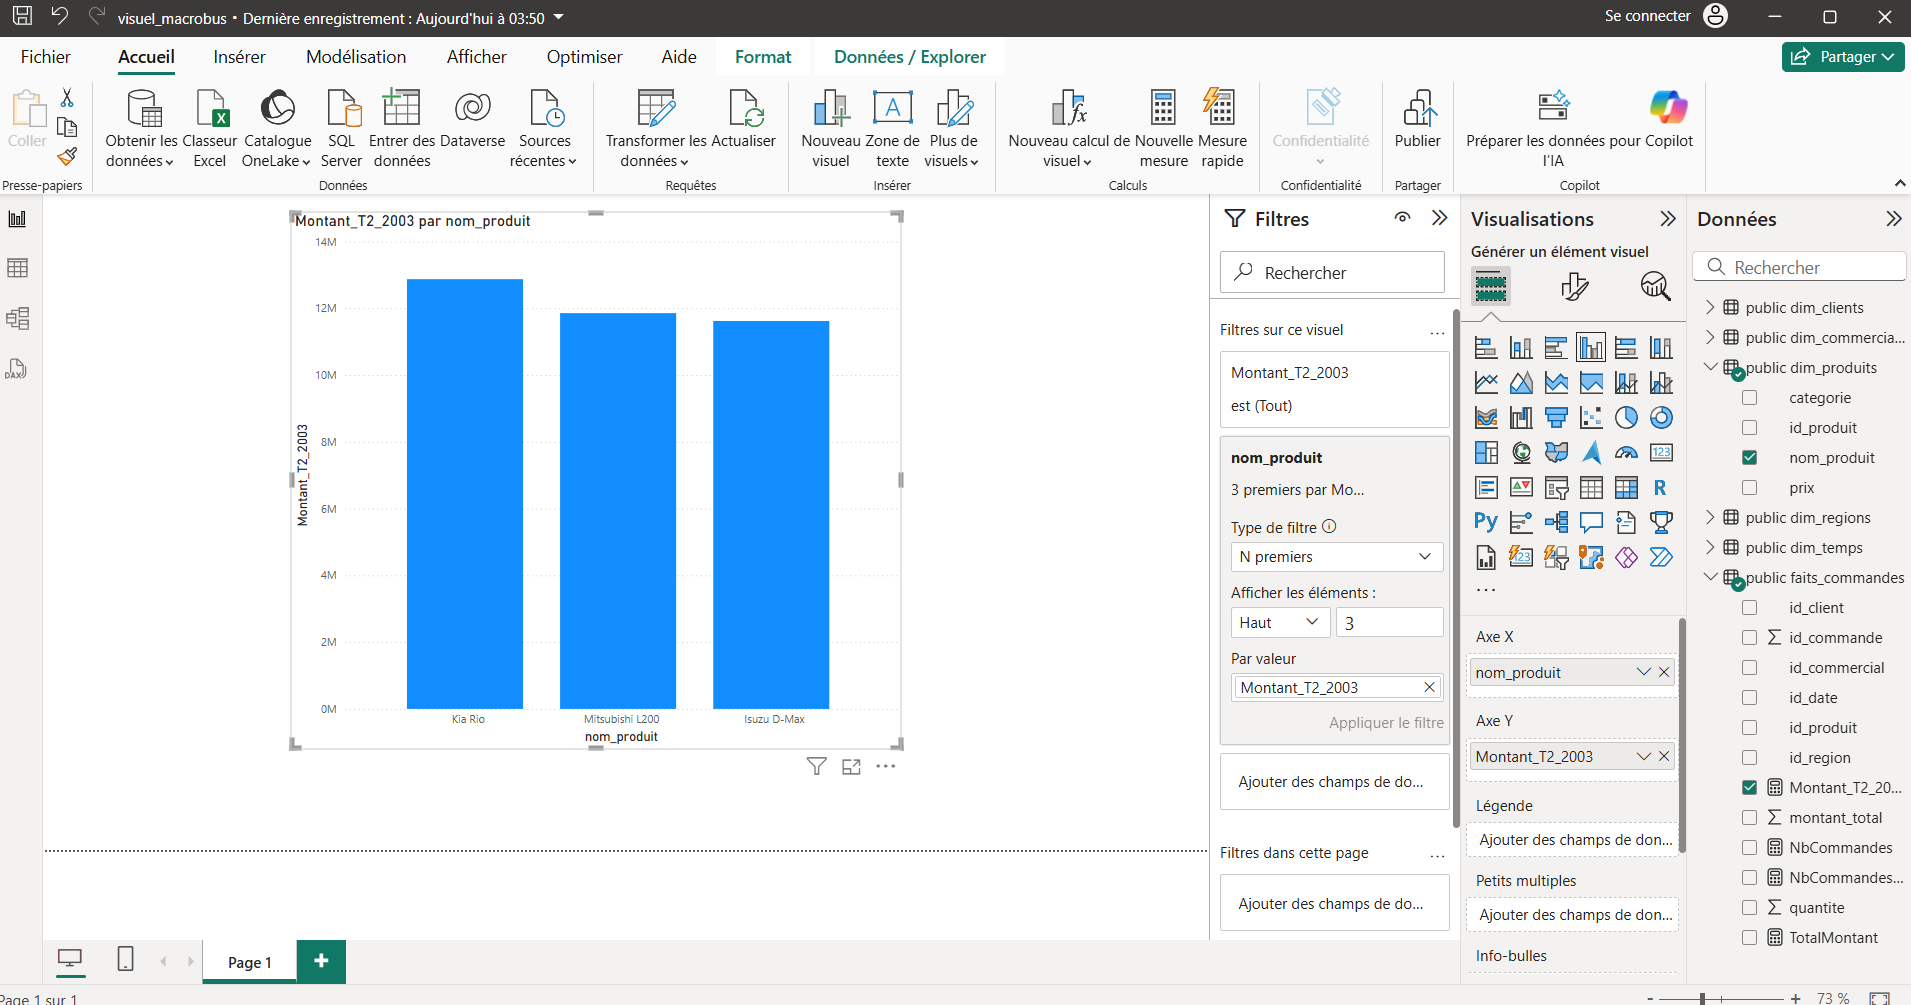 visuel_macrobus • Dernière enregistrement : Aujourd'hui à 03:50
Se connecter
Fichier
Accueil
Insérer
Modélisation
Afficher
Optimiser
Aide
Format
Données / Explorer
Partager
Coller
Presse-papiers
Obtenir les données
Classeur Excel
Catalogue OneLake
SQL Server
Entrer des données
Dataverse
Sources récentes
Données
Transformer les données
Actualiser
Requêtes
Nouveau visuel
Zone de texte
Plus de visuels
Insérer
Nouveau calcul de visuel
Nouvelle mesure
Mesure rapide
Calculs
Confidentialité
Confidentialité
Publier
Partager
Préparer les données pour l'IA
Copilot
Copilot
DAX
Montant_T2_2003 par nom_produit
14M
12M
10M
8M
6M
4M
2M
0M
Montant_T2_2003
Kia Rio
Mitsubishi L200
Isuzu D-Max
nom_produit
Filtres
Rechercher
Filtres sur ce visuel
...
Montant_T2_2003
est (Tout)
nom_produit
3 premiers par Mo...
Type de filtre
N premiers
Afficher les éléments :
Haut
3
Par valeur
Montant_T2_2003
Appliquer le filtre
Ajouter des champs de do...
Filtres dans cette page
...
Ajouter des champs de do...
Visualisations
Générer un élément visuel
123
R
Py
123
...
Axe X
nom_produit
Axe Y
Montant_T2_2003
Légende
Ajouter des champs de don...
Petits multiples
Ajouter des champs de don...
Info-bulles
Données
Rechercher
public dim_clients
public dim_commercia...
public dim_produits
categorie
id_produit
nom_produit
prix
public dim_regions
public dim_temps
public faits_commandes
id_client
id_commande
id_commercial
id_date
id_produit
id_region
Montant_T2_20...
montant_total
NbCommandes
NbCommandes...
quantite
TotalMontant
Page 1
Page 1 sur 1
73 %